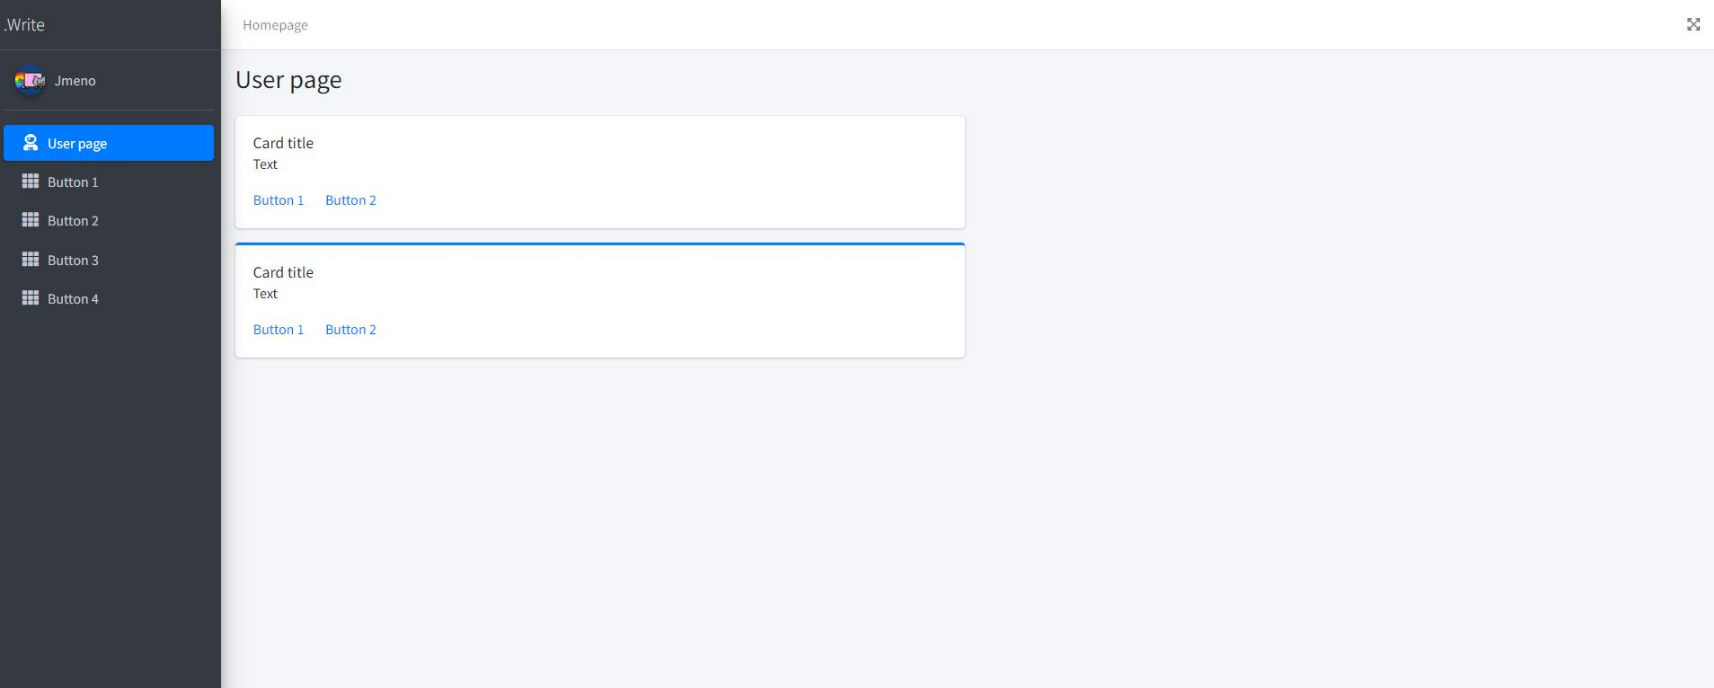 .Write
Homepage
Jmeno
User page
Button 1
Button 2
Button 3
Button 4
User page
Card title
Text
Button 1 Button 2
Card title
Text
Button 1 Button 2